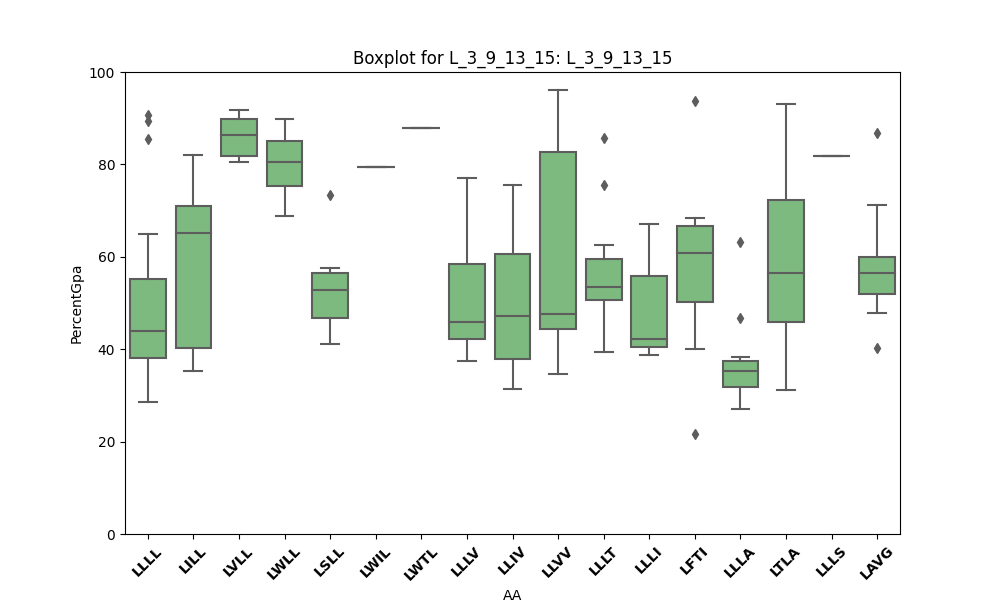 Boxplot for L_3_9_13_15: L_3_9_13_15
100
80
60
40
20
0
PercentGpa
LLLL LILL LVLL LWLL LSLL LWIL LWTL LLLV LLIV LLVV LLLT LLLI LFTI LLLA LTLA LLLS LAVG
AA